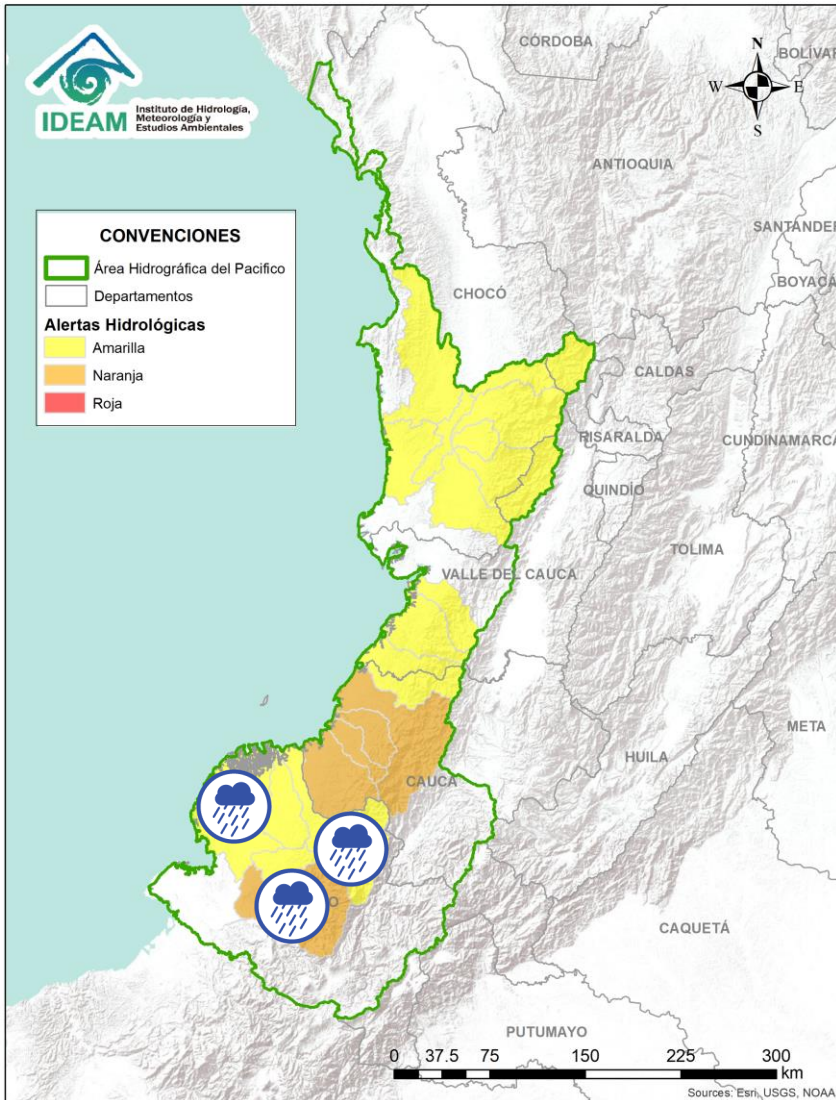 CÓRDOBA
BOLÍVAR
N
W
E
S
IDEAM
Instituto de Hidrología,
Meteorología y
Estudios Ambientales
ANTIOQUIA
SANTANDER
CONVENCIONES
Área Hidrográfica del Pacifico
Departamentos
Alertas Hidrológicas
Amarilla
Naranja
Roja
BOYACÁ
CHOCÓ
CALDAS
RISARALDA
CUNDINAMARCA
QUINDÍO
TOLIMA
VALLE DEL CAUCA
META
HUILA
CAUCA
CAQUETÁ
PUTUMAYO
0 37.5 75 150 225 300
km
Sources: Esri, USGS, NOAA